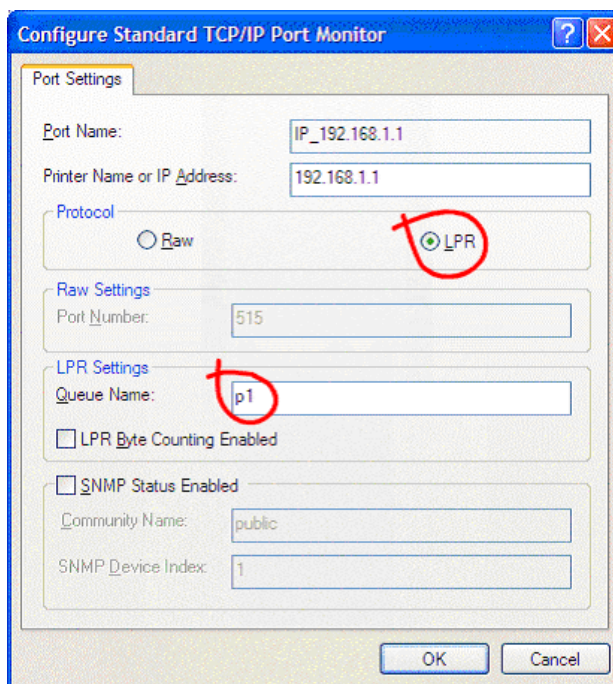 Configure Standard TCP/IP Port Monitor
Port Settings
Port Name: IP_192.168.1.1
Printer Name or IP Address: 192.168.1.1
Protocol
Raw LPR
Raw Settings
Port Number: 515
LPR Settings
Queue Name: p1
LPR Byte Counting Enabled
SNMP Status Enabled
Community Name: public
SNMP Device Index: 1
OK Cancel